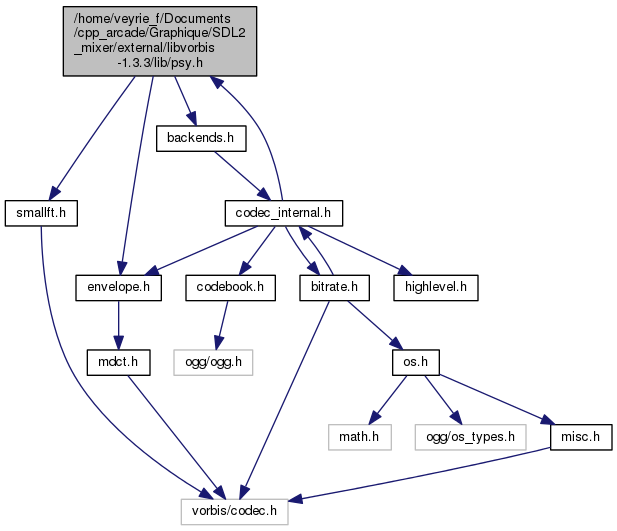 /home/veyrie_f/Documents
/cpp_arcade/Graphique/SDL2
_mixer/external/libvorbis
-1.3.3/lib/psy.h
backends.h
smallft.h
codec_internal.h
envelope.h
codebook.h
bitrate.h
highlevel.h
mdct.h
ogg/ogg.h
os.h
math.h
ogg/os_types.h
misc.h
vorbis/codec.h